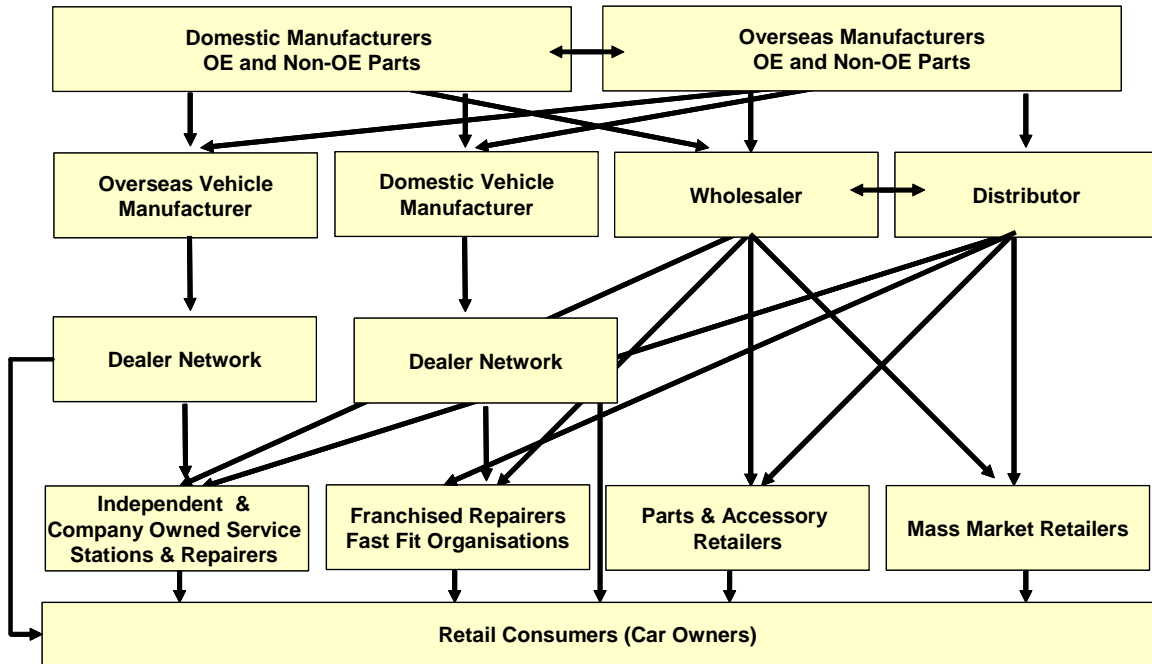 Domestic Manufacturers
OE and Non-OE Parts
Overseas Manufacturers
OE and Non-OE Parts
Overseas Vehicle
Manufacturer
Domestic Vehicle
Manufacturer
Wholesaler
Distributor
Dealer Network
Dealer Network
Independent &
Company Owned Service
Stations & Repairers
Franchised Repairers
Fast Fit Organisations
Parts & Accessory
Retailers
Mass Market Retailers
Retail Consumers (Car Owners)